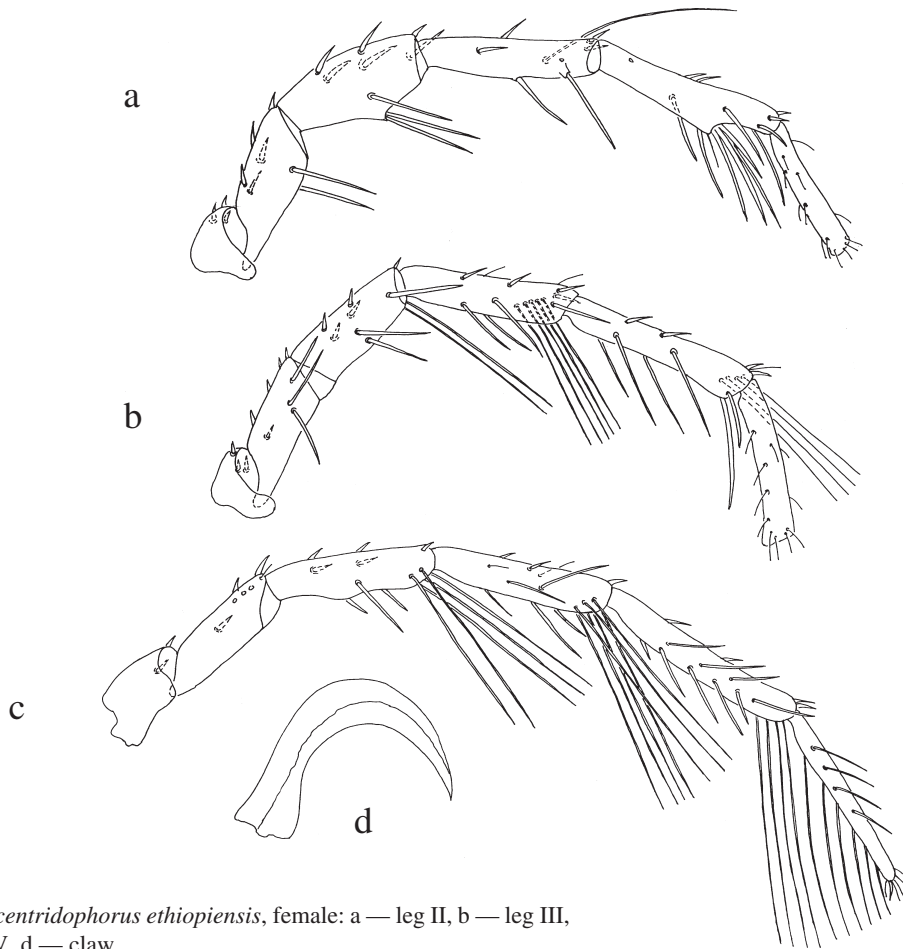 a
b
c
d
centridophorus ethiopiensis, female: a — leg II, b — leg III,
d — claw